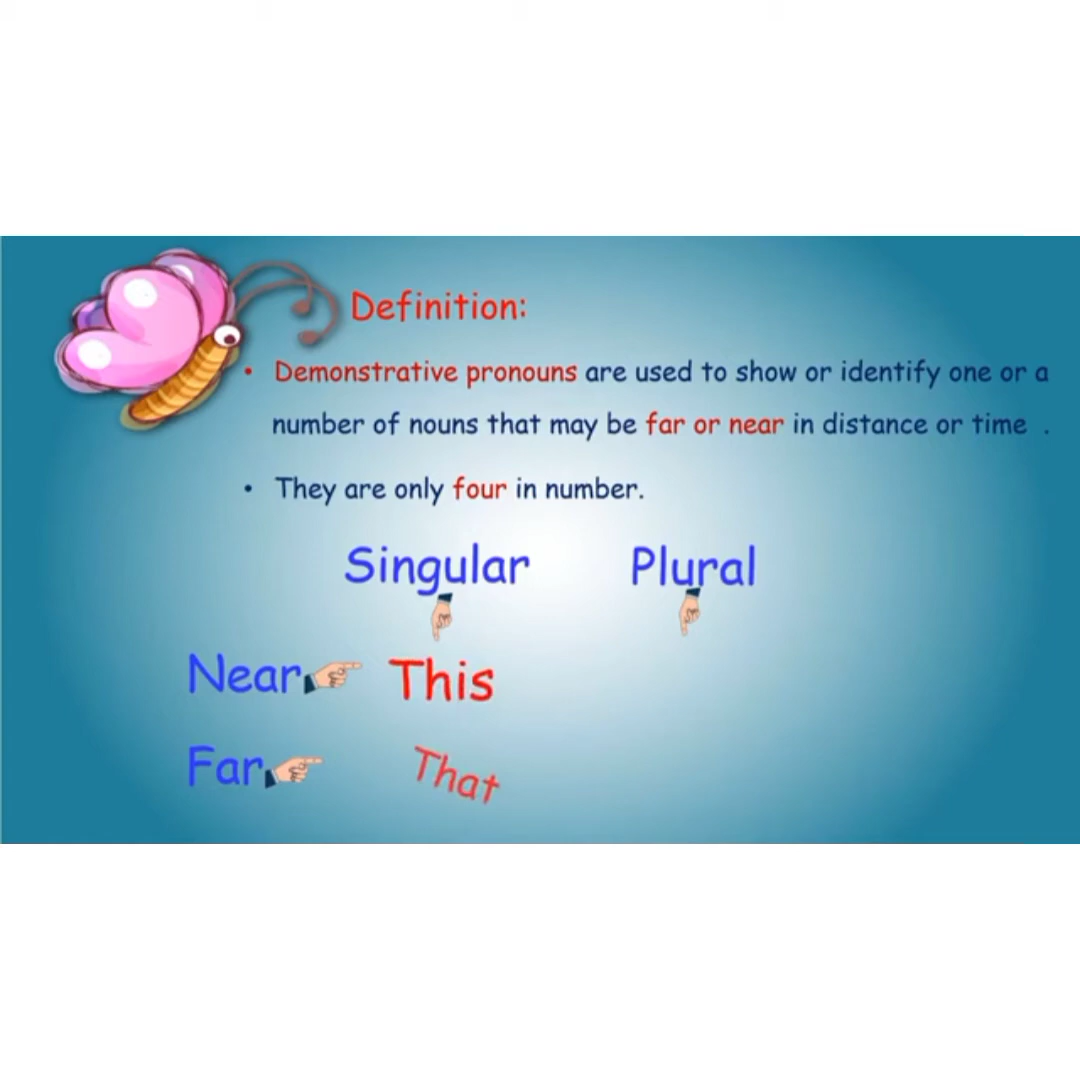 Definition:
• Demonstrative pronouns are used to show or identify one or a
number of nouns that may be far or near in distance or time .
• They are only four in number.
Singular Plural
Near This
Far That